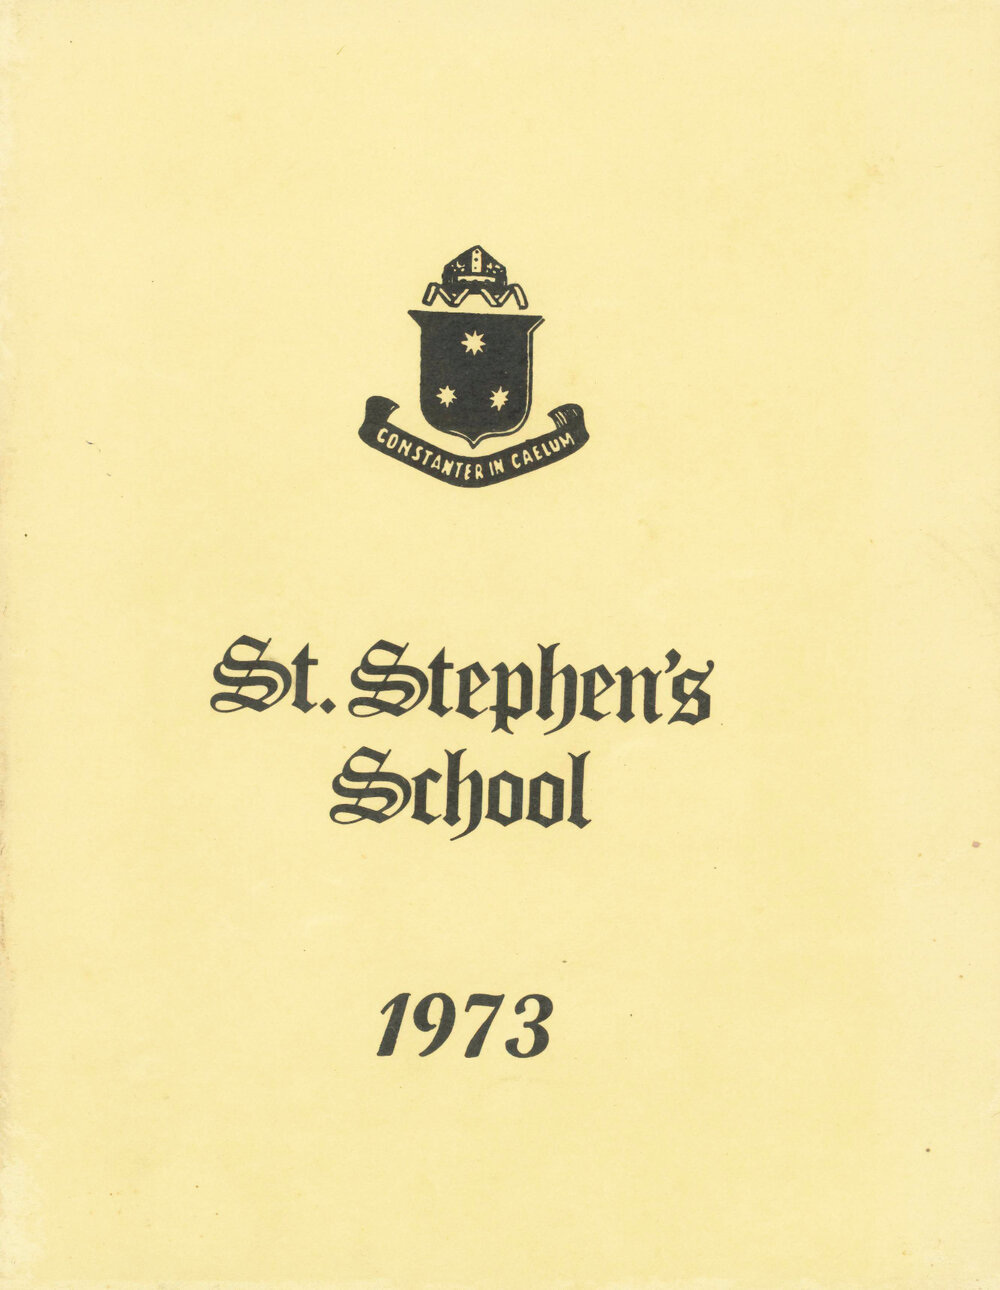 CONSTANTER IN CAELUM
St. Stephen's
School
1973